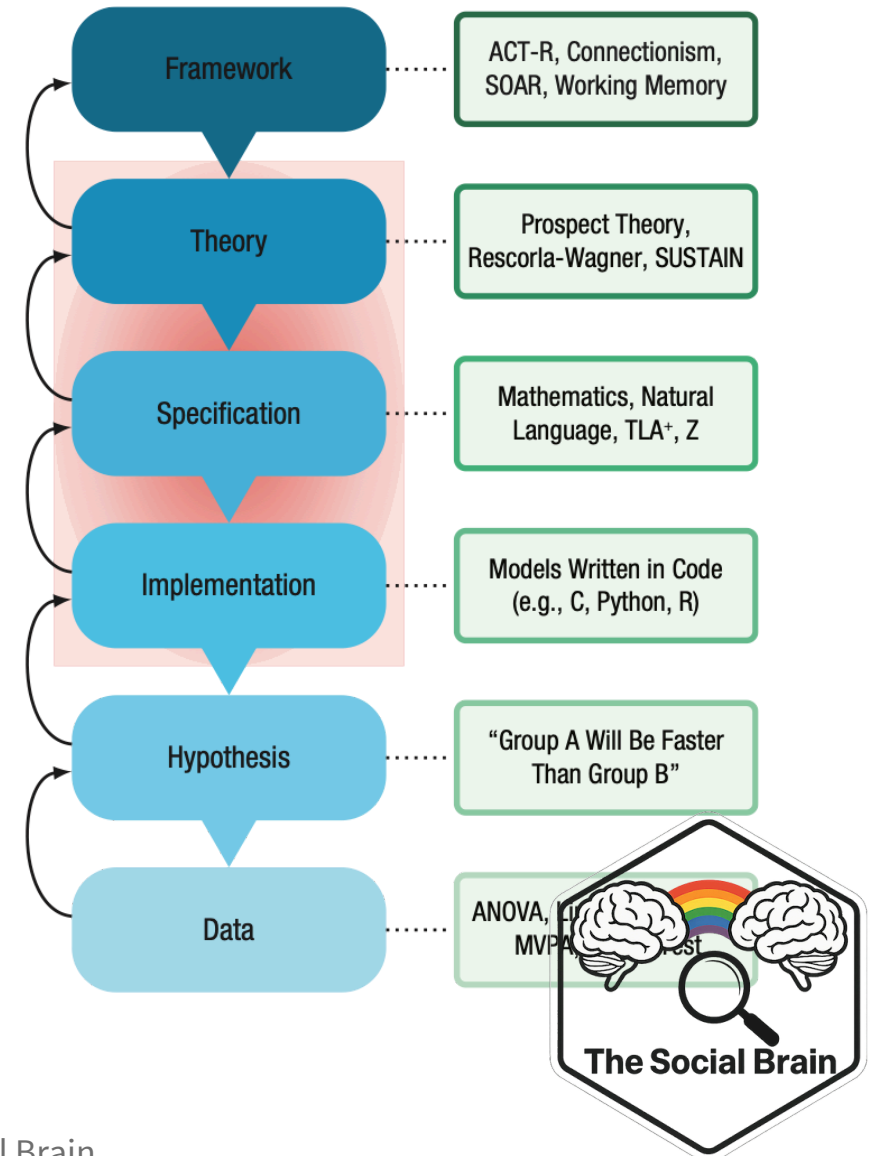 Framework
ACT-R, Connectionism,
SOAR, Working Memory
Theory
Prospect Theory,
Rescorla-Wagner, SUSTAIN
Specification
Mathematics, Natural
Language, TLA⁺, Z
Implementation
Models Written in Code
(e.g., C, Python, R)
Hypothesis
“Group A Will Be Faster
Than Group B”
Data
ANOVA,
MVPA,
The Social Brain
Brain